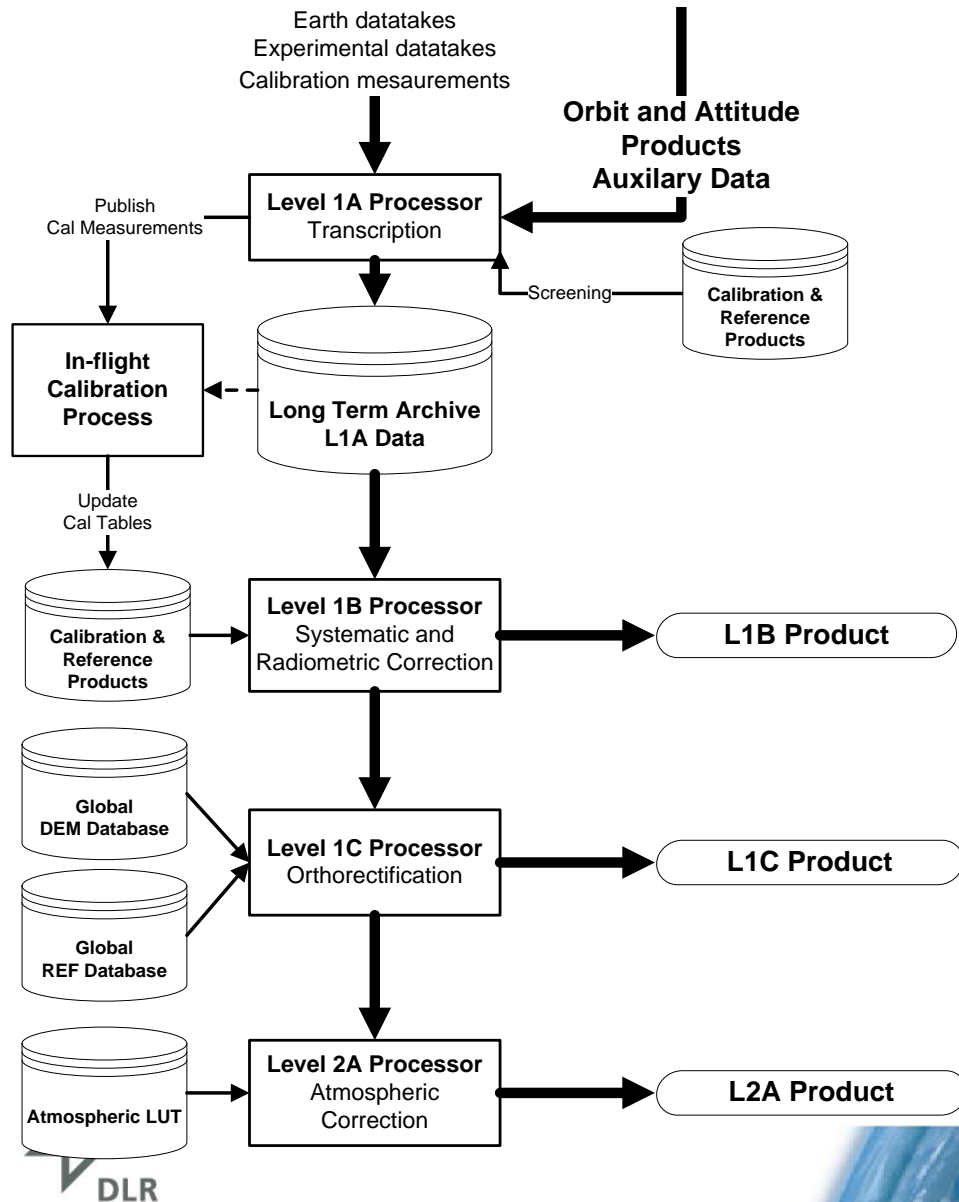 Earth datatakes
Experimental datatakes
Calibration mesaurements
Orbit and Attitude
Products
Auxilary Data
Level 1A Processor
Transcription
Publish
Cal Measurements
Screening
Calibration &
Reference
Products
In-flight
Calibration
Process
Long Term Archive
L1A Data
Update
Cal Tables
Calibration &
Reference
Products
Level 1B Processor
Systematic and
Radiometric Correction
L1B Product
Global
DEM Database
Level 1C Processor
Orthorectification
L1C Product
Global
REF Database
Atmospheric LUT
Level 2A Processor
Atmospheric
Correction
L2A Product
DLR